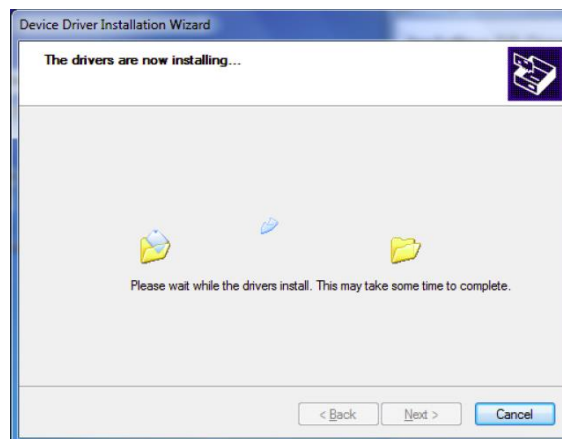 Device Driver Installation Wizard
The drivers are now installing...
Please wait while the drivers install. This may take some time to complete.
< Back
Next >
Cancel